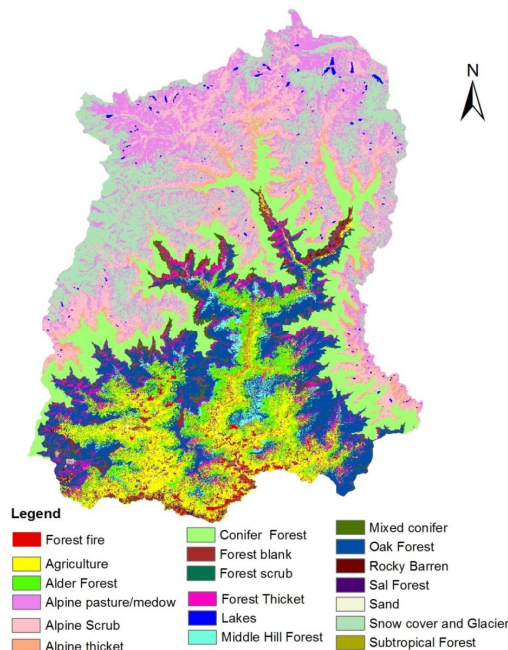 N
Legend
Forest fire
Agriculture
Alder Forest
Alpine pasture/medow
Alpine Scrub
Alpine thicket
Conifer Forest
Forest blank
Forest scrub
Forest Thicket
Lakes
Middle Hill Forest
Mixed conifer
Oak Forest
Rocky Barren
Sal Forest
Sand
Snow cover and Glacier
Subtropical Forest